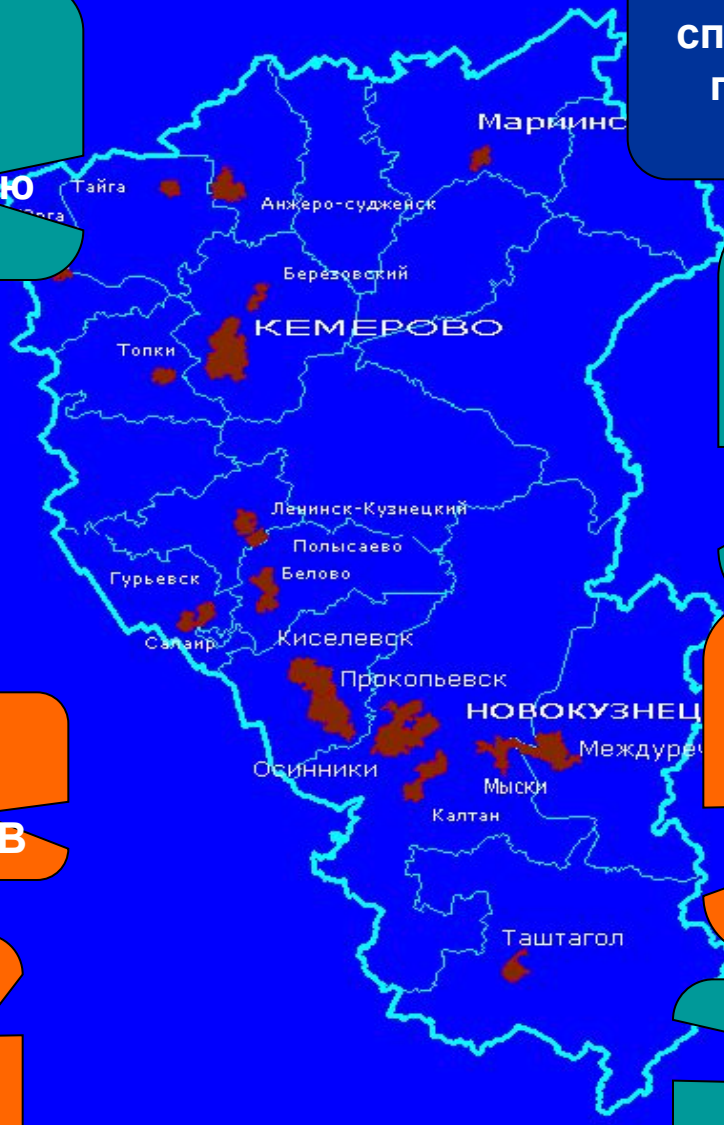 сп
п
Мариинс
ю
Тайга
Анжеро-судженск
Березовский
КЕМЕРОВО
Топки
Ленинск-Кузнецкий
Полысаево
Гурьевск
Белово
Салаир
Киселевск
Прокопьевск
НОВОКУЗНЕЦ
Междуре
Осинники
Мыски
Калтан
В
Таштагол